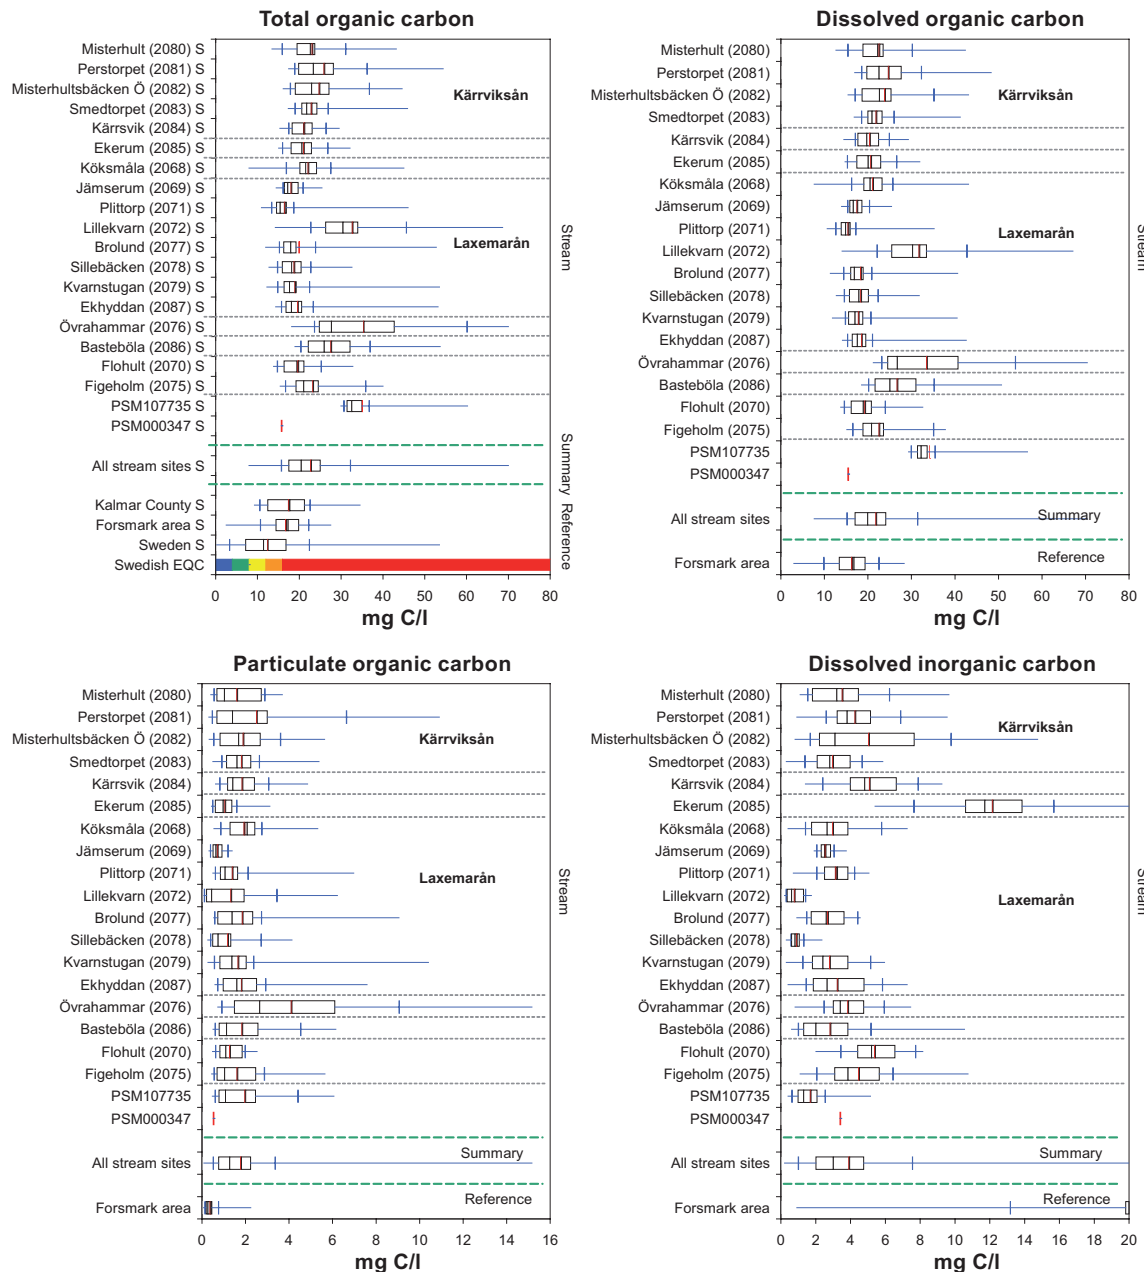 Total organic carbon
Misterhult (2080) S
Perstorpet (2081) S
Misterhultsbäcken Ö (2082) S
Kärrviksån
Smedtorpet (2083) S
Kärrsvik (2084) S
Ekerum (2085) S
Köksmåla (2068) S
Jämserum (2069) S
Plittorp (2071) S
Lillekvarn (2072) S
Brolund (2077) S
Laxemarån
Sillebäcken (2078) S
Kvarnstugan (2079) S
Ekhyddan (2087) S
Övrahammar (2076) S
Basteböla (2086) S
Flohult (2070) S
Figeholm (2075) S
PSM107735 S
PSM000347 S
All stream sites S
Kalmar County S
Forsmark area S
Sweden S
Swedish EQC
Stream
Summary
Reference
0 10 20 30 40 50 60 70 80
mg C/l
Dissolved organic carbon
Misterhult (2080)
Perstorpet (2081)
Misterhultsbäcken Ö (2082)
Kärrviksån
Smedtorpet (2083)
Kärrsvik (2084)
Ekerum (2085)
Köksmåla (2068)
Jämserum (2069)
Plittorp (2071)
Lillekvarn (2072)
Laxemarån
Brolund (2077)
Sillebäcken (2078)
Kvarnstugan (2079)
Ekhyddan (2087)
Övrahammar (2076)
Basteböla (2086)
Flohult (2070)
Figeholm (2075)
PSM107735
PSM000347
All stream sites
Summary
Forsmark area
Reference
Stream
0 10 20 30 40 50 60 70 80
mg C/l
Particulate organic carbon
Misterhult (2080)
Perstorpet (2081)
Misterhultsbäcken Ö (2082)
Kärrviksån
Smedtorpet (2083)
Kärrsvik (2084)
Ekerum (2085)
Köksmåla (2068)
Jämserum (2069)
Plittorp (2071)
Laxemarån
Lillekvarn (2072)
Brolund (2077)
Sillebäcken (2078)
Kvarnstugan (2079)
Ekhyddan (2087)
Övrahammar (2076)
Basteböla (2086)
Flohult (2070)
Figeholm (2075)
PSM107735
PSM000347
All stream sites
Summary
Forsmark area
Reference
Stream
0 2 4 6 8 10 12 14 16
mg C/l
Dissolved inorganic carbon
Misterhult (2080)
Perstorpet (2081)
Kärrviksån
Misterhultsbäcken Ö (2082)
Smedtorpet (2083)
Kärrsvik (2084)
Ekerum (2085)
Köksmåla (2068)
Jämserum (2069)
Plittorp (2071)
Lillekvarn (2072)
Laxemarån
Brolund (2077)
Sillebäcken (2078)
Kvarnstugan (2079)
Ekhyddan (2087)
Övrahammar (2076)
Basteböla (2086)
Flohult (2070)
Figeholm (2075)
PSM107735
PSM000347
All stream sites
Summary
Forsmark area
Reference
Stream
0 2 4 6 8 10 12 14 16 18 20
mg C/l